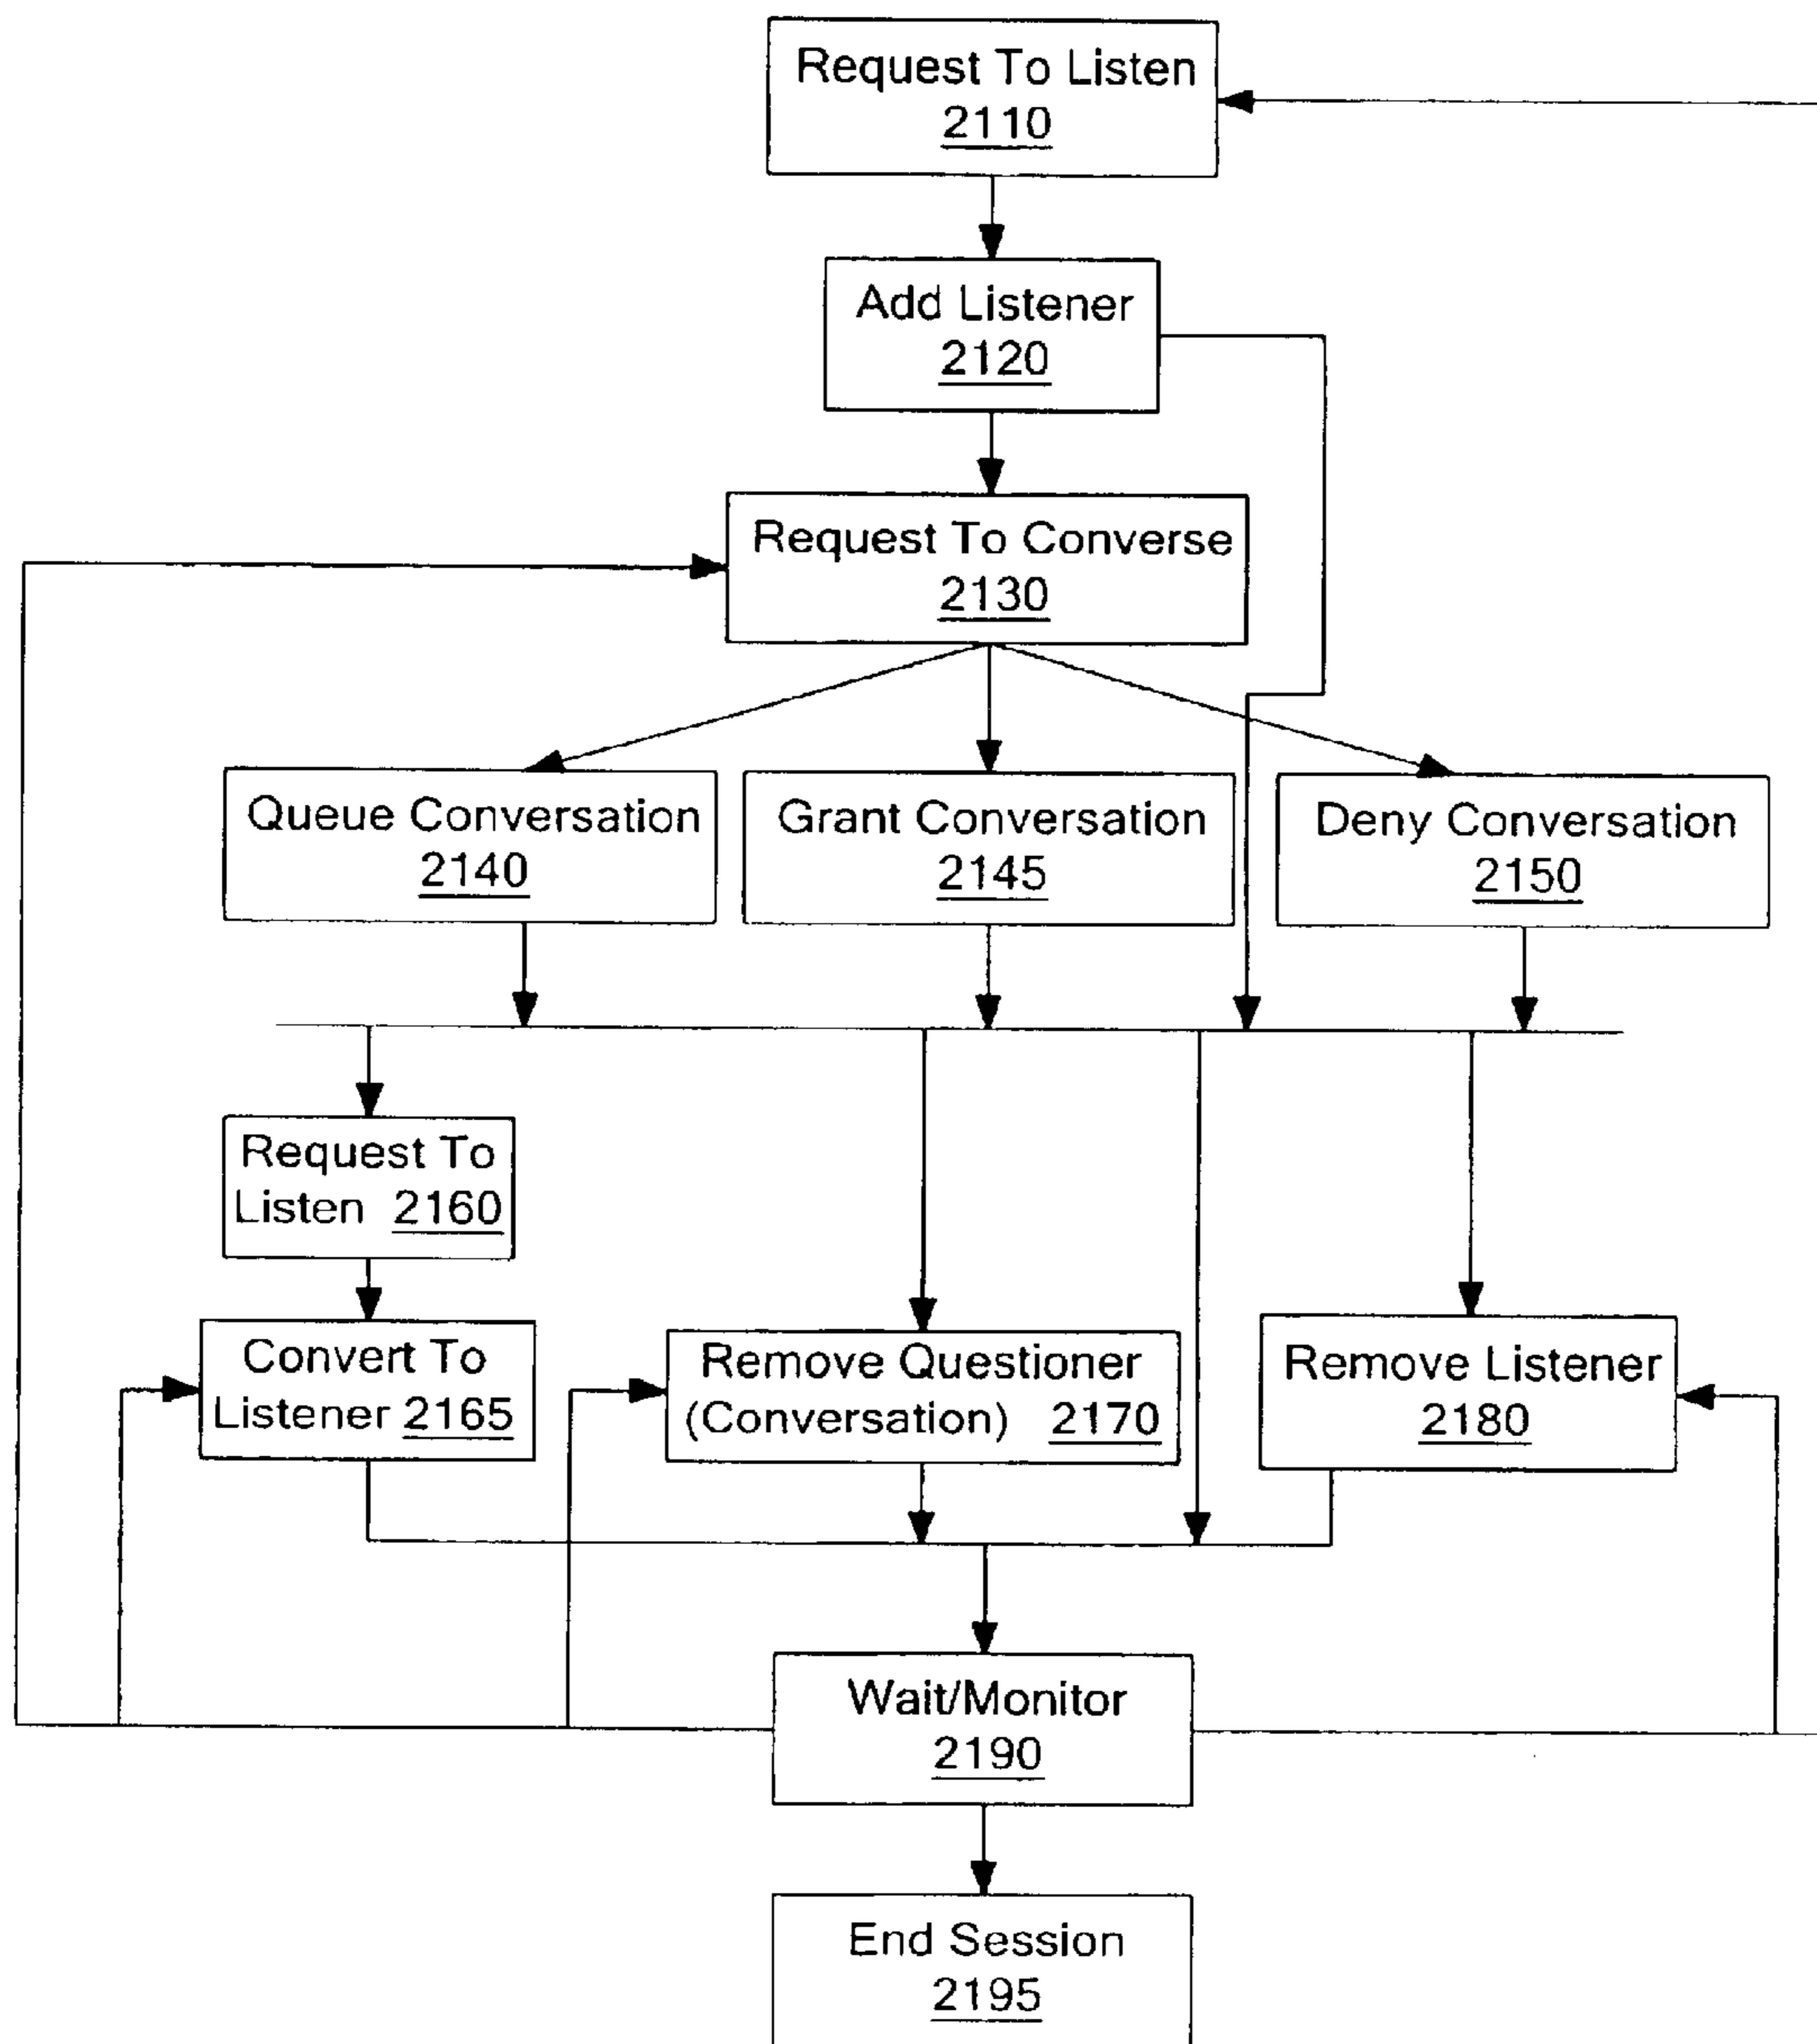 Request To Listen
2110
Add Listener
2120
Request To Converse
2130
Queue Conversation
2140
Grant Conversation
2145
Deny Conversation
2150
Request To
Listen 2160
Convert To
Listener 2165
Remove Questioner
(Conversation) 2170
Remove Listener
2180
Wait/Monitor
2190
End Session
2195